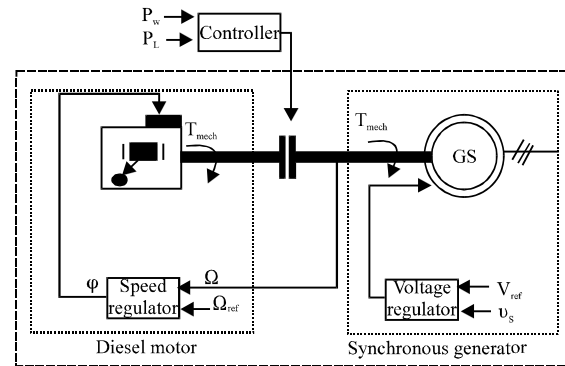 P_w
P_L
Controller
T_mech
T_mech
GS
φ
Speed
regulator
Ω
Ω_ref
Voltage
regulator
V_ref
υ_S
Diesel motor
Synchronous generator